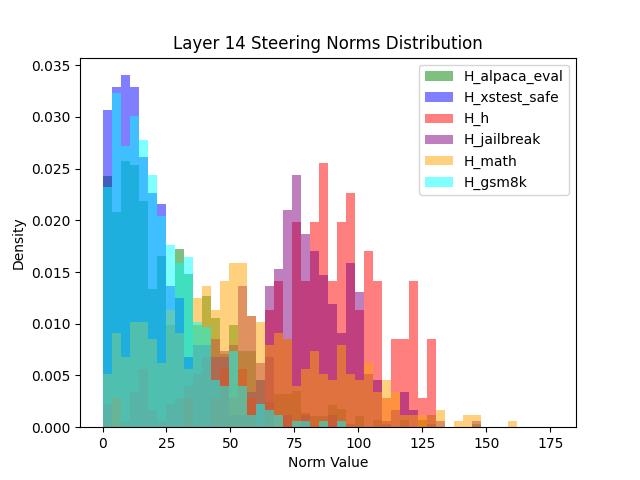 Layer 14 Steering Norms Distribution
0.035
0.030
0.025
0.020
0.015
0.010
0.005
0.000
Density
0 25 50 75 100 125 150 175
Norm Value
H_alpaca_eval
H_xstest_safe
H_h
H_jailbreak
H_math
H_gsm8k